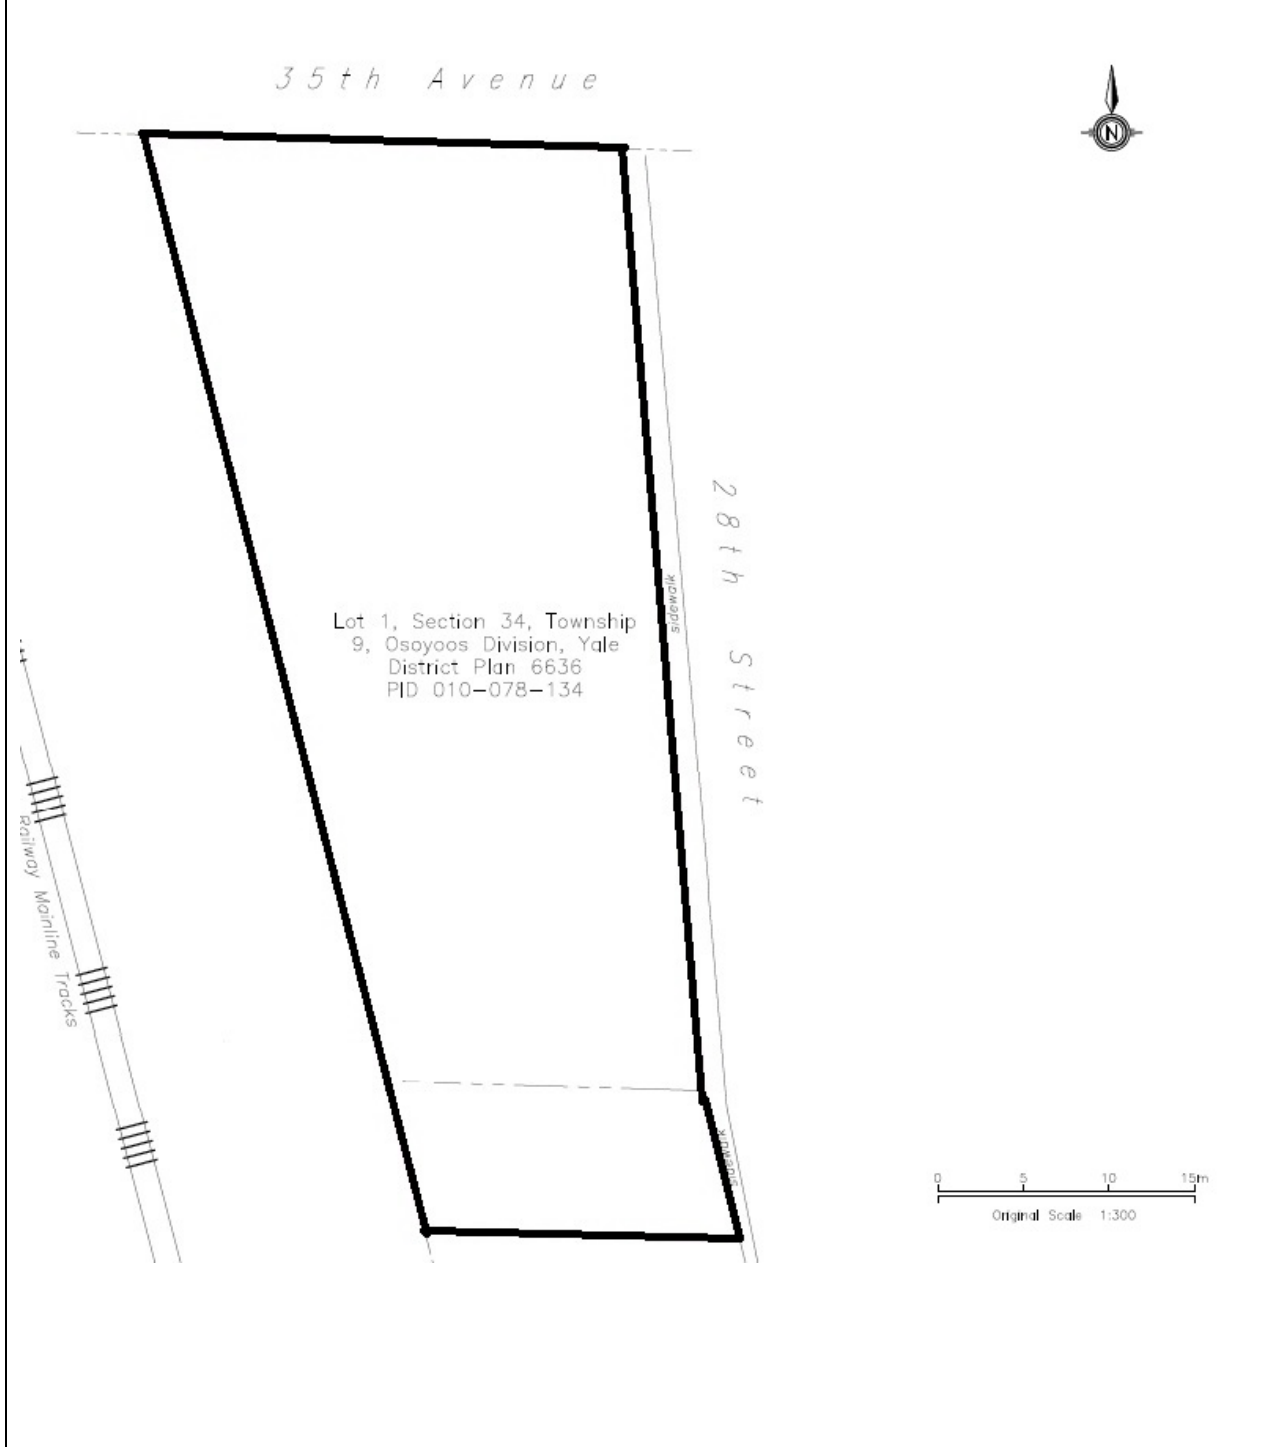 35th Avenue
N
28th Street
sidewalk
Lot 1, Section 34, Township
9, Osoyoos Division, Yale
District Plan 6636
PID 010-078-134
Railway Mainline Tracks
sidewalk
0 5 10 15m
Original Scale 1:300